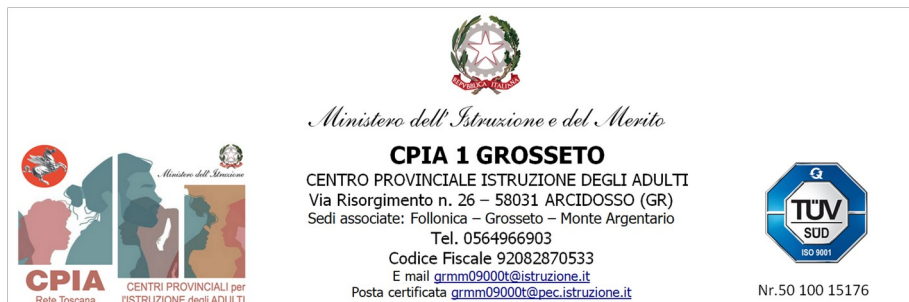 REPVBBLICA ITALIANA
Ministero dell'Istruzione e del Merito
CPIA 1 GROSSETO
CENTRO PROVINCIALE ISTRUZIONE DEGLI ADULTI
Via Risorgimento n. 26 – 58031 ARCIDOSSO (GR)
Sedi associate: Follonica – Grosseto – Monte Argentario
Tel. 0564966903
Codice Fiscale 92082870533
E mail grmm09000t@istruzione.it
Posta certificata grmm09000t@pec.istruzione.it
Ministero dell'Istruzione
CPIA
Rete Toscana
CENTRI PROVINCIALI per
l'ISTRUZIONE degli ADULTI
TÜV
SÜD
ISO 9001
Nr.50 100 15176